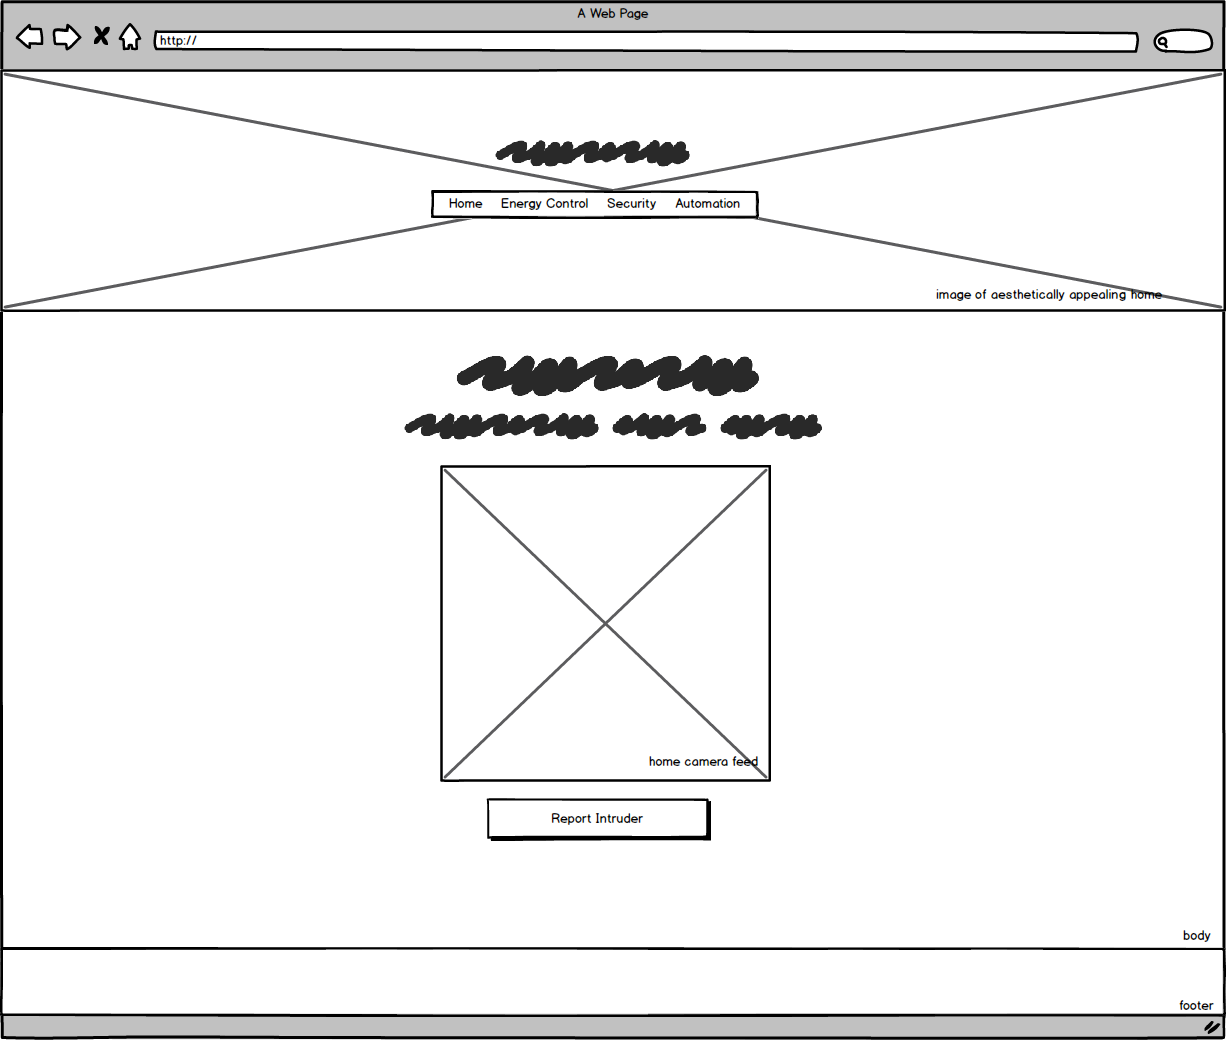 A Web Page
http://
Home Energy Control Security Automation
image of aesthetically appealing home
home camera feed
Report Intruder
body
footer